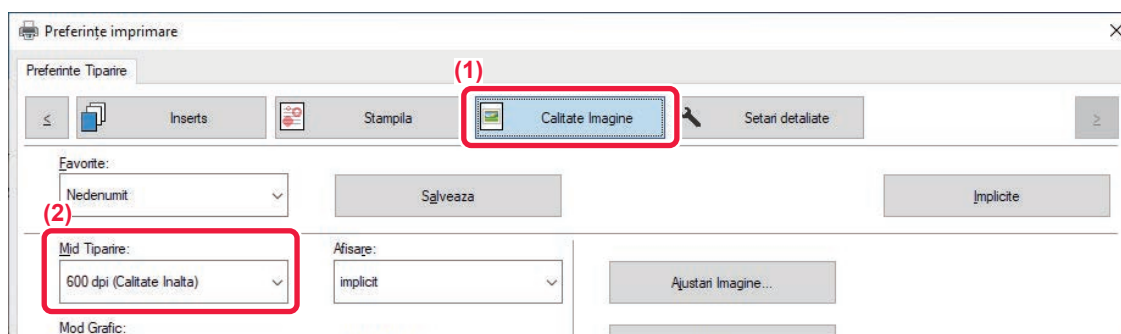 Preferințe imprimare
Preferinte Tiparire
(1)
< Inserts Stampila Calitate Imagine Setari detaliate >
Favorite:
Nedenumit Salveaza Implicite
(2)
Mid Tiparire: Afisare:
600 dpi (Calitate Inalta) implicit Ajustari Imagine...
Mod Grafic: